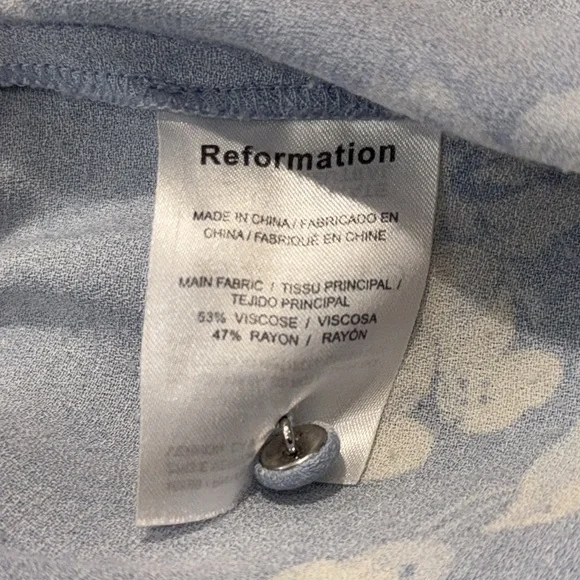 Reformation
MADE IN CHINA / FABRICADO EN
CHINA / FABRIQUÉ EN CHINE
MAIN FABRIC / TISSU PRINCIPAL /
TEJIDO PRINCIPAL
53% VISCOSE / VISCOSA
47% RAYON / RAYÓN